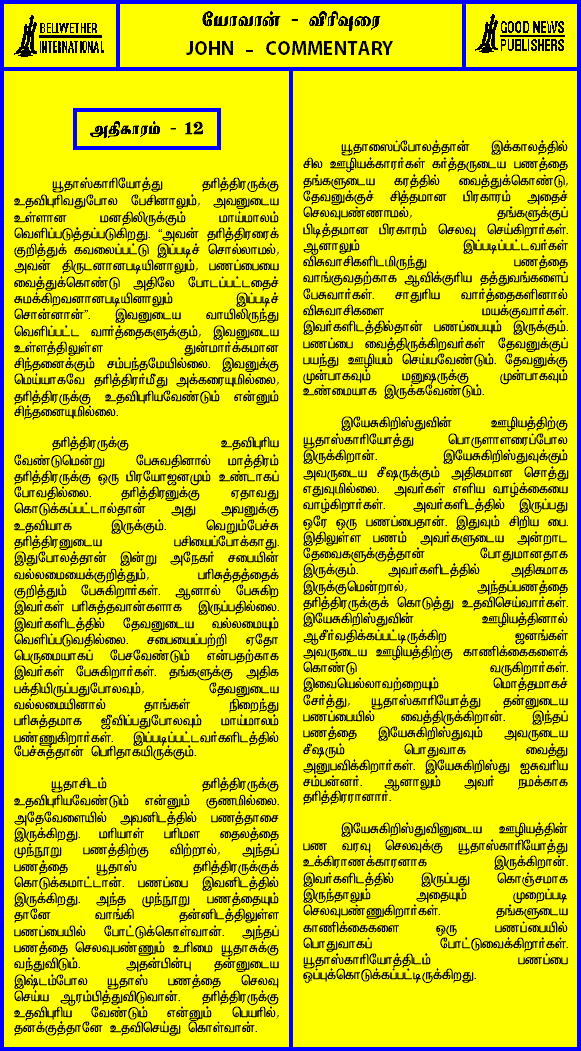 BELWETHER
INTERNATIONAL
யோவான் - விரிவுரை
JOHN - COMMENTARY
GOOD NEWS
PUBLISHERS
அதிகாரம் - 12
யூதாஸ்காரியோத்து தரித்திரருக்கு
உதவிபுரிவதுபோல பேசினாலும், அவனுடைய
உள்ளான மனதிலிருக்கும் மாய்மாலம்
வெளிப்படுத்தப்படுகிறது. “அவன் தரித்திரரைக்
குறித்துக் கவலைப்பட்டு இப்படிச் சொல்லாமல்,
அவன் திருடனானபடியினாலும், பணப்பையை
வைத்துக்கொண்டு அதிலே போடப்பட்டதைச்
சுமக்கிறவனானபடியினாலும் இப்படிச்
சொன்னான்”. இவனுடைய வாயிலிருந்து
வெளிப்பட்ட வார்த்தைகளுக்கும், இவனுடைய
உள்ளத்திலுள்ள துன்மார்க்கமான
சிந்தனைக்கும் சம்பந்தமேயில்லை. இவனுக்கு
மெய்யாகவே தரித்திரர்மீது அக்கரையுமில்லை,
தரித்திரருக்கு உதவிபுரியவேண்டும் என்னும்
சிந்தனையுமில்லை.
தரித்திரருக்கு உதவிபுரிய
வேண்டுமென்று பேசுவதினால் மாத்திரம்
தரித்திரருக்கு ஒரு பிரயோஜனமும் உண்டாகப்
போவதில்லை. தரித்திரனுக்கு ஏதாவது
கொடுக்கப்பட்டால்தான் அது அவனுக்கு
உதவியாக இருக்கும். வெறும்பேச்சு
தரித்திரனுடைய பசியைப்போக்காது.
இதுபோலத்தான் இன்று அநேகர் சபையின்
வல்லமையைக்குறித்தும், பரிசுத்தத்தைக்
குறித்தும் பேசுகிறார்கள். ஆனால் பேசுகிற
இவர்கள் பரிசுத்தவான்களாக இருப்பதில்லை.
இவர்களிடத்தில் தேவனுடைய வல்லமையும்
வெளிப்படுவதில்லை. சபையைப்பற்றி ஏதோ
பெருமையாகப் பேசவேண்டும் என்பதற்காக
இவர்கள் பேசுகிறார்கள். தங்களுக்கு அதிக
பக்தியிருப்பதுபோலவும், தேவனுடைய
வல்லமையினால் தாங்கள் நிறைந்து
பரிசுத்தமாக ஜீவிப்பதுபோலவும் மாய்மாலம்
பண்ணுகிறார்கள். இப்படிப்பட்டவர்களிடத்தில்
பேச்சுத்தான் பெரிதாகயிருக்கும்.
யூதாசிடம் தரித்திரருக்கு
உதவிபுரியவேண்டும் என்னும் குணமில்லை.
அதேவேளையில் அவனிடத்தில் பணத்தாசை
இருக்கிறது. மரியாள் பரிமள தைலத்தை
முந்நூறு பணத்திற்கு விற்றால், அந்தப்
பணத்தை யூதாஸ் தரித்திரருக்குக்
கொடுக்கமாட்டான். பணப்பை இவனிடத்தில்
இருக்கிறது. அந்த முந்நூறு பணத்தையும்
தானே வாங்கி தன்னிடத்திலுள்ள
பணப்பையில் போட்டுக்கொள்வான். அந்தப்
பணத்தை செலவுபண்ணும் உரிமை யூதாசுக்கு
வந்துவிடும். அதன்பின்பு தன்னுடைய
இஷ்டம்போல யூதாஸ் பணத்தை செலவு
செய்ய ஆரம்பித்துவிடுவான். தரித்திரருக்கு
உதவிபுரிய வேண்டும் என்னும் பெயரில்,
தனக்குத்தானே உதவிசெய்து கொள்வான்.
யூதாஸைப்போலத்தான் இக்காலத்தில்
சில ஊழியக்காரர்கள் கர்த்தருடைய பணத்தை
தங்களுடைய கரத்தில் வைத்துக்கொண்டு,
தேவனுக்குச் சித்தமான பிரகாரம் அதைச்
செலவுபண்ணாமல், தங்களுக்குப்
பிடித்தமான பிரகாரம் செலவு செய்கிறார்கள்.
ஆனாலும் இப்படிப்பட்டவர்கள்
விசுவாசிகளிடமிருந்து பணத்தை
வாங்குவதற்காக ஆவிக்குரிய தத்துவங்களைப்
பேசுவார்கள். சாதுரிய வார்த்தைகளினால்
விசுவாசிகளை மயக்குவார்கள்.
இவர்களிடத்தில்தான் பணப்பையும் இருக்கும்.
பணப்பை வைத்திருக்கிறவர்கள் தேவனுக்குப்
பயந்து ஊழியம் செய்யவேண்டும். தேவனுக்கு
முன்பாகவும் மனுஷருக்கு முன்பாகவும்
உண்மையாக இருக்கவேண்டும்.
இயேசுகிறிஸ்துவின் ஊழியத்திற்கு
யூதாஸ்காரியோத்து பொருளாளரைப்போல
இருக்கிறான். இயேசுகிறிஸ்துவுக்கும்
அவருடைய சீஷருக்கும் அதிகமான சொத்து
எதுவுமில்லை. அவர்கள் எளிய வாழ்க்கையை
வாழ்கிறார்கள். அவர்களிடத்தில் இருப்பது
ஒரே ஒரு பணப்பைதான். இதுவும் சிறிய பை.
இதிலுள்ள பணம் அவர்களுடைய அன்றாட
தேவைகளுக்குத்தான் போதுமானதாக
இருக்கும். அவர்களிடத்தில் அதிகமாக
இருக்குமென்றால், அந்தப்பணத்தை
தரித்திரருக்குக் கொடுத்து உதவிசெய்வார்கள்.
இயேசுகிறிஸ்துவின் ஊழியத்தினால்
ஆசீர்வதிக்கப்பட்டிருக்கிற ஜனங்கள்
அவருடைய ஊழியத்திற்கு காணிக்கைகளைக்
கொண்டு வருகிறார்கள்.
இவையெல்லாவற்றையும் மொத்தமாகச்
சேர்த்து, யூதாஸ்காரியோத்து தன்னுடைய
பணப்பையில் வைத்திருக்கிறான். இந்தப்
பணத்தை இயேசுகிறிஸ்துவும் அவருடைய
சீஷரும் பொதுவாக வைத்து
அனுபவிக்கிறார்கள். இயேசுகிறிஸ்து ஐசுவரிய
சம்பன்னர். ஆனாலும் அவர் நமக்காக
தரித்திரரானார்.
இயேசுகிறிஸ்துவினுடைய ஊழியத்தின்
பண வரவு செலவுக்கு யூதாஸ்காரியோத்து
உக்கிராணக்காரனாக இருக்கிறான்.
இவர்களிடத்தில் இருப்பது கொஞ்சமாக
இருந்தாலும் அதையும் முறைப்படி
செலவுபண்ணுகிறார்கள். தங்களுடைய
காணிக்கைகளை ஒரு பணப்பையில்
பொதுவாகப் போட்டுவைக்கிறார்கள்.
யூதாஸ்காரியோத்திடம் பணப்பை
ஒப்புக்கொடுக்கப்பட்டிருக்கிறது.